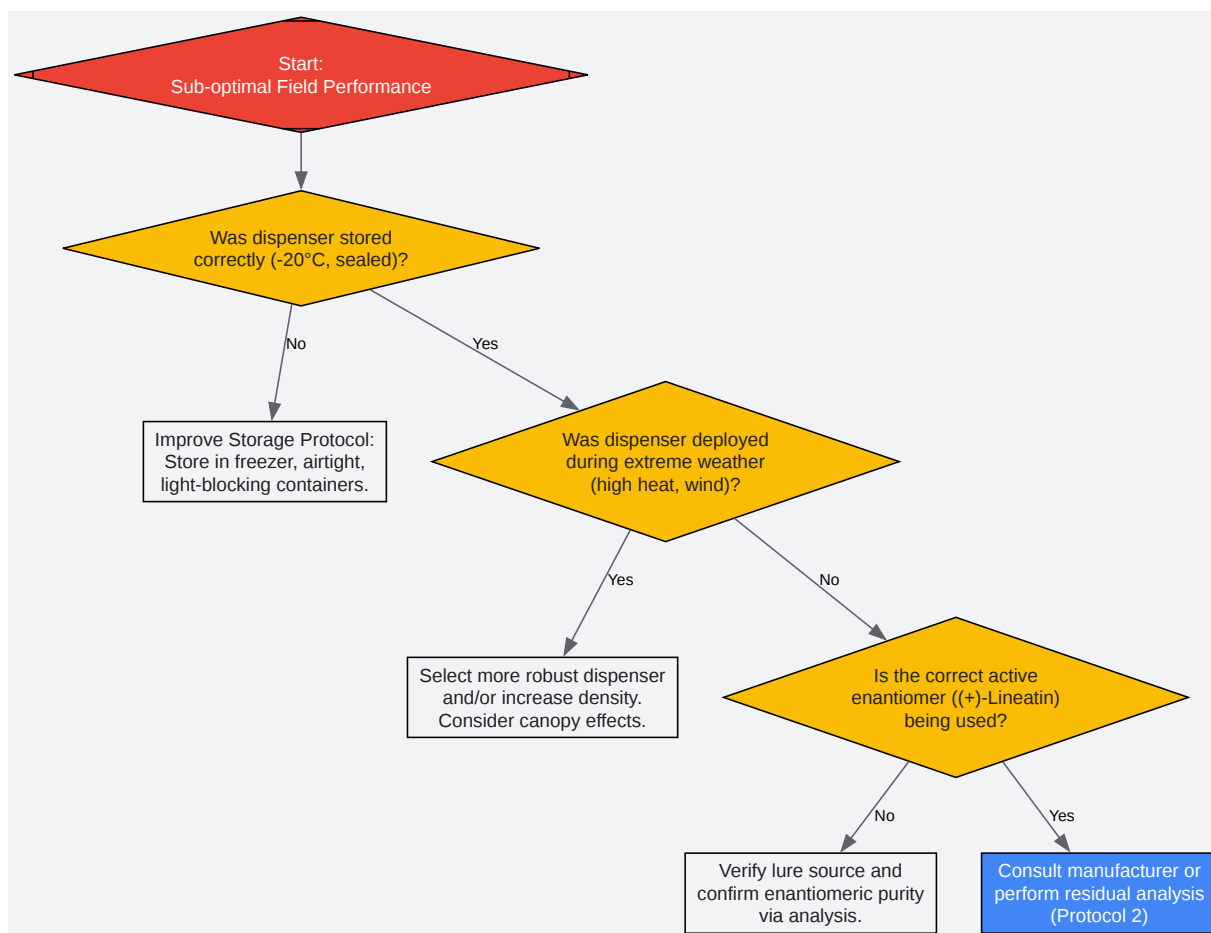 Start:
Sub-optimal Field Performance
Was dispenser stored
correctly (-20°C, sealed)?
No
Yes
Improve Storage Protocol:
Store in freezer, airtight,
light-blocking containers.
Was dispenser deployed
during extreme weather
(high heat, wind)?
Yes
No
Select more robust dispenser
and/or increase density.
Consider canopy effects.
Is the correct active
enantiomer ((+)-Lineatin)
being used?
No
Yes
Verify lure source and
confirm enantiomeric purity
via analysis.
Consult manufacturer or
perform residual analysis
(Protocol 2)